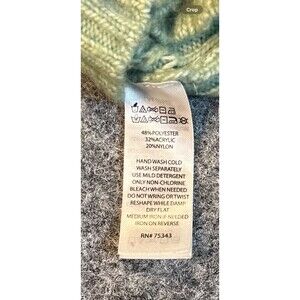 Crop
48% POLYESTER
32% ACRYLIC
20% NYLON
HAND WASH COLD
WASH SEPARATELY
USE MILD DETERGENT
ONLY NON-CHLORINE
BLEACH WHEN NEEDED
DO NOT WRING OR TWIST
RESHAPE WHILE DAMP
DRY FLAT
MEDIUM IRON IF NEEDED
IRON ON REVERSE
RN# 75343